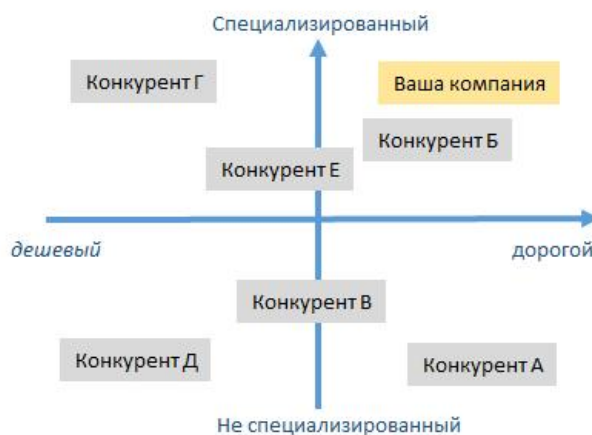 Специализированный
Конкурент Г
Ваша компания
Конкурент Б
Конкурент Е
дешевый
дорогой
Конкурент В
Конкурент Д
Конкурент А
Не специализированный